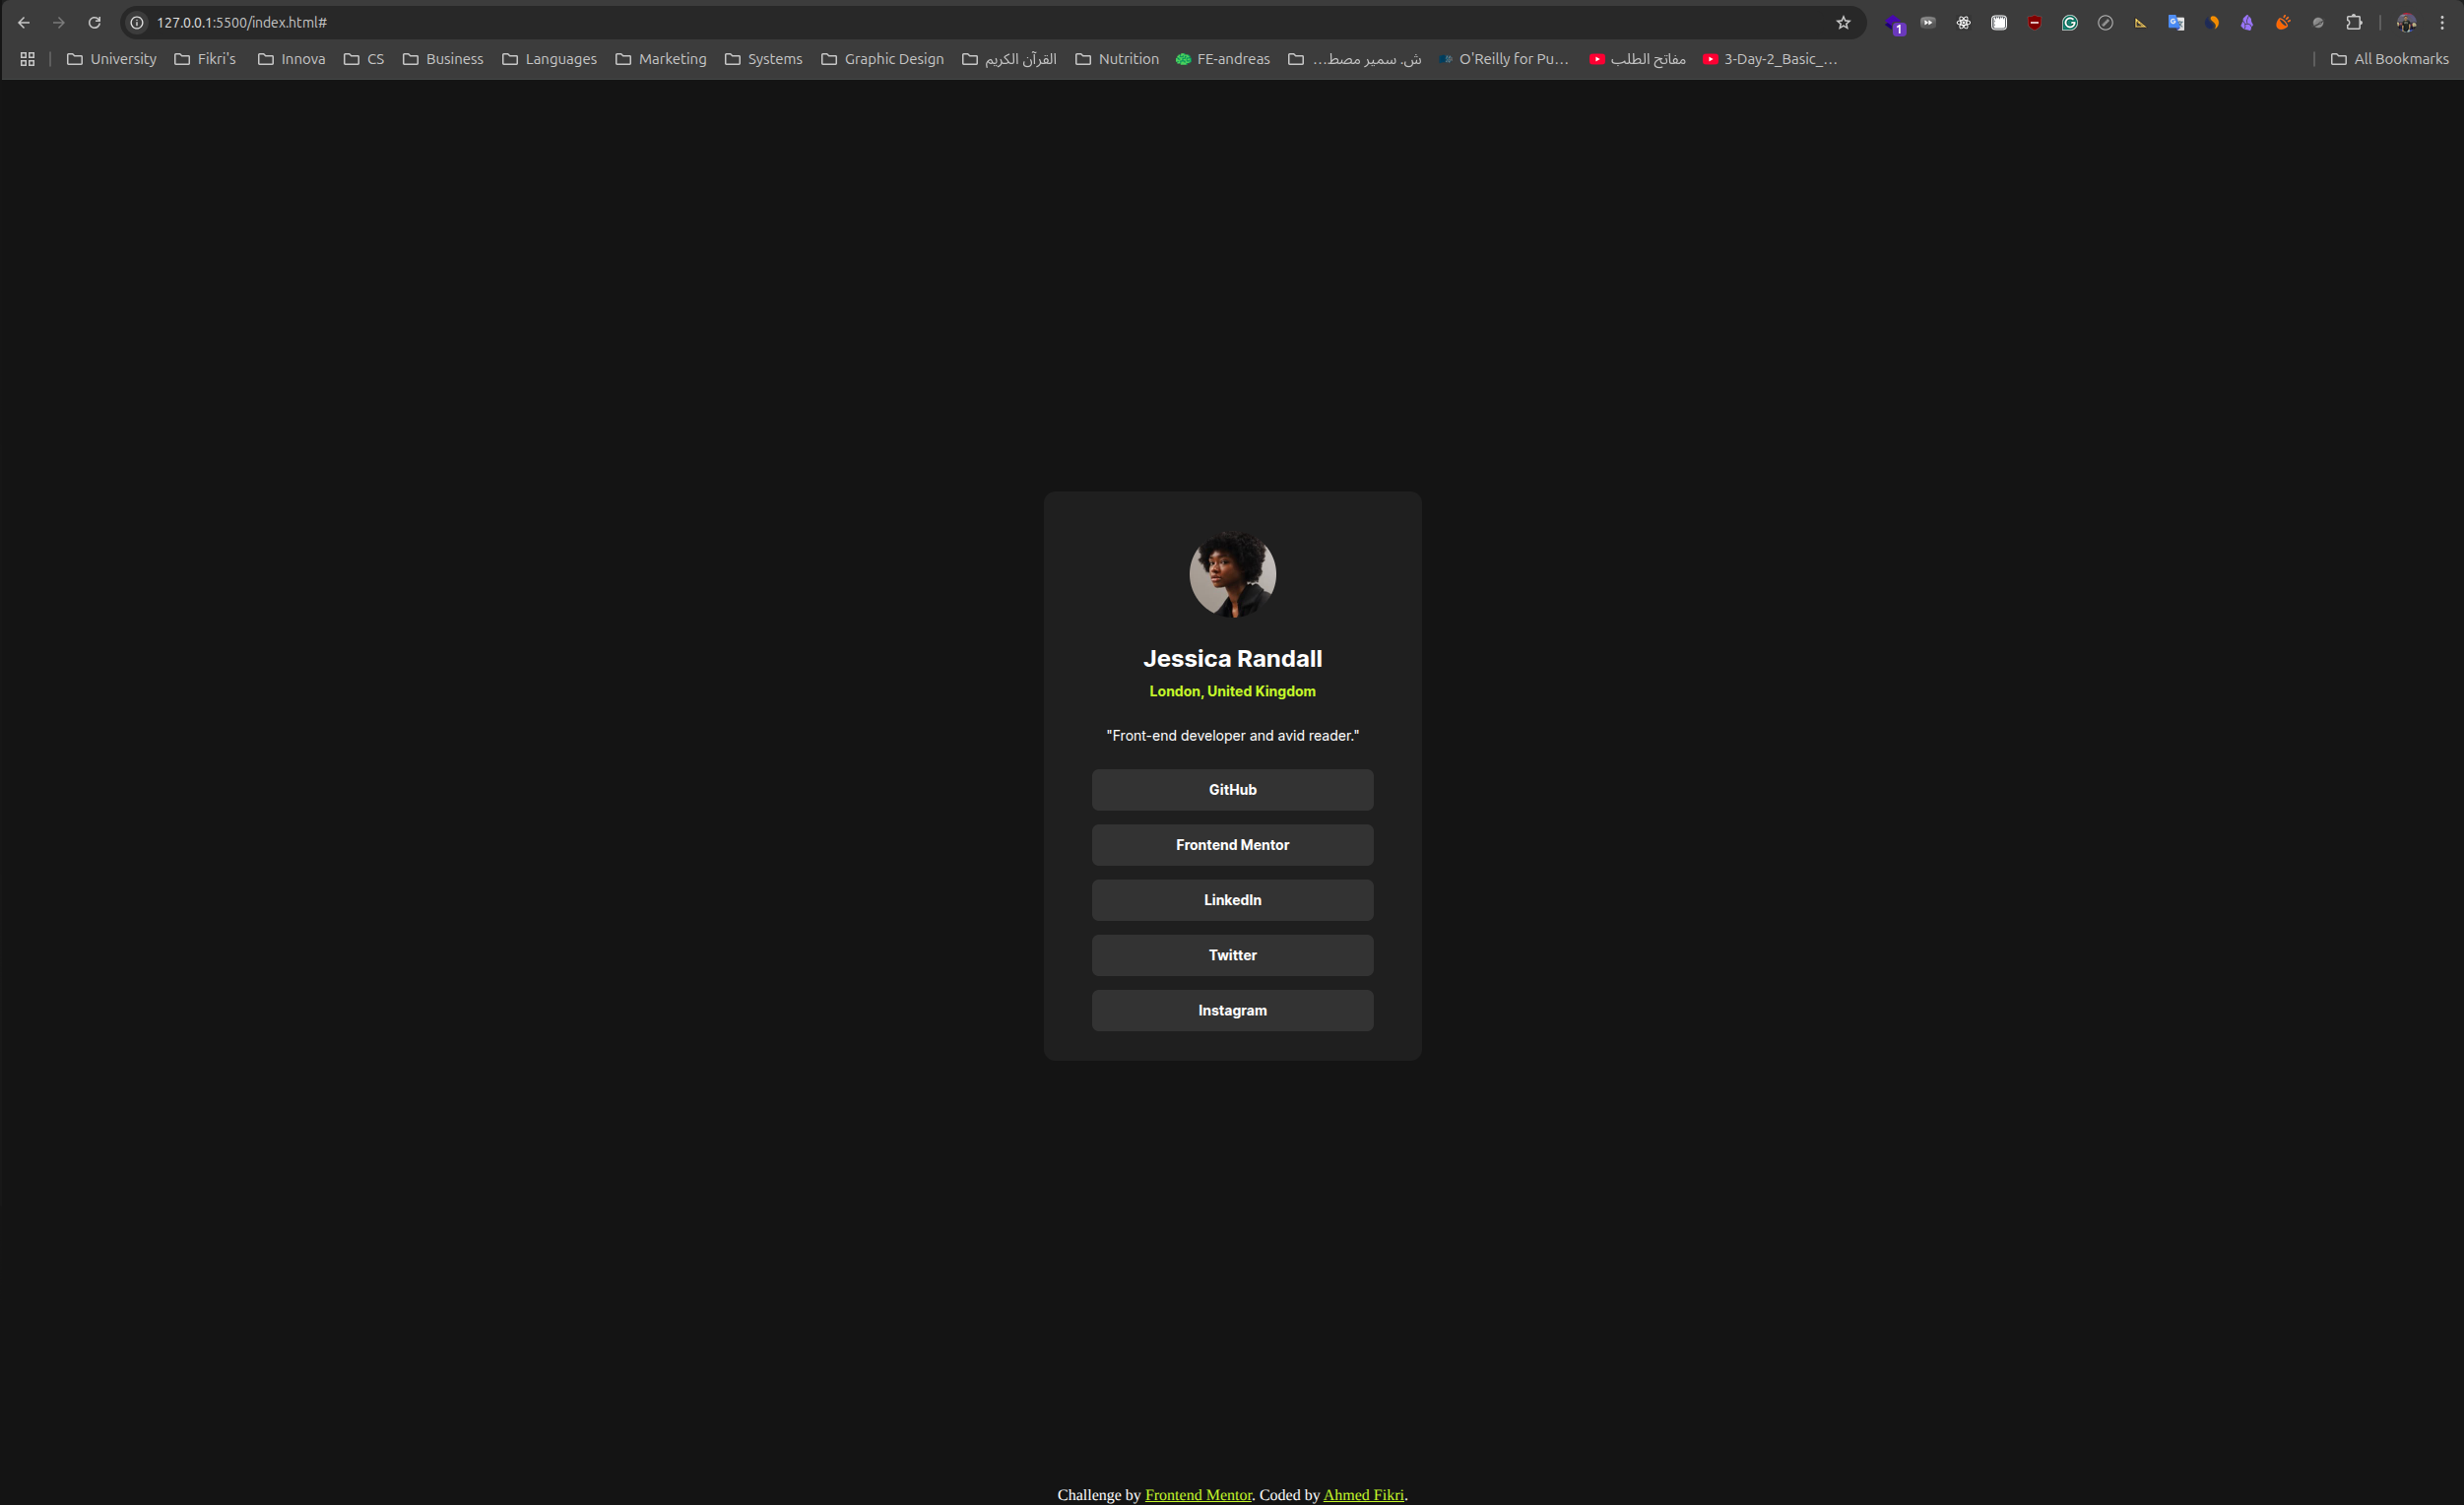 127.0.0.1:5500/index.html#
1
University Fikri's Innova CS Business Languages Marketing Systems Graphic Design القرآن الكريم Nutrition FE-andreas ش. سمير مصط... O'Reilly for Pu... مفاتح الطلب 3-Day-2_Basic_... All Bookmarks
Jessica Randall
London, United Kingdom
"Front-end developer and avid reader."
GitHub
Frontend Mentor
LinkedIn
Twitter
Instagram
Challenge by Frontend Mentor. Coded by Ahmed Fikri.